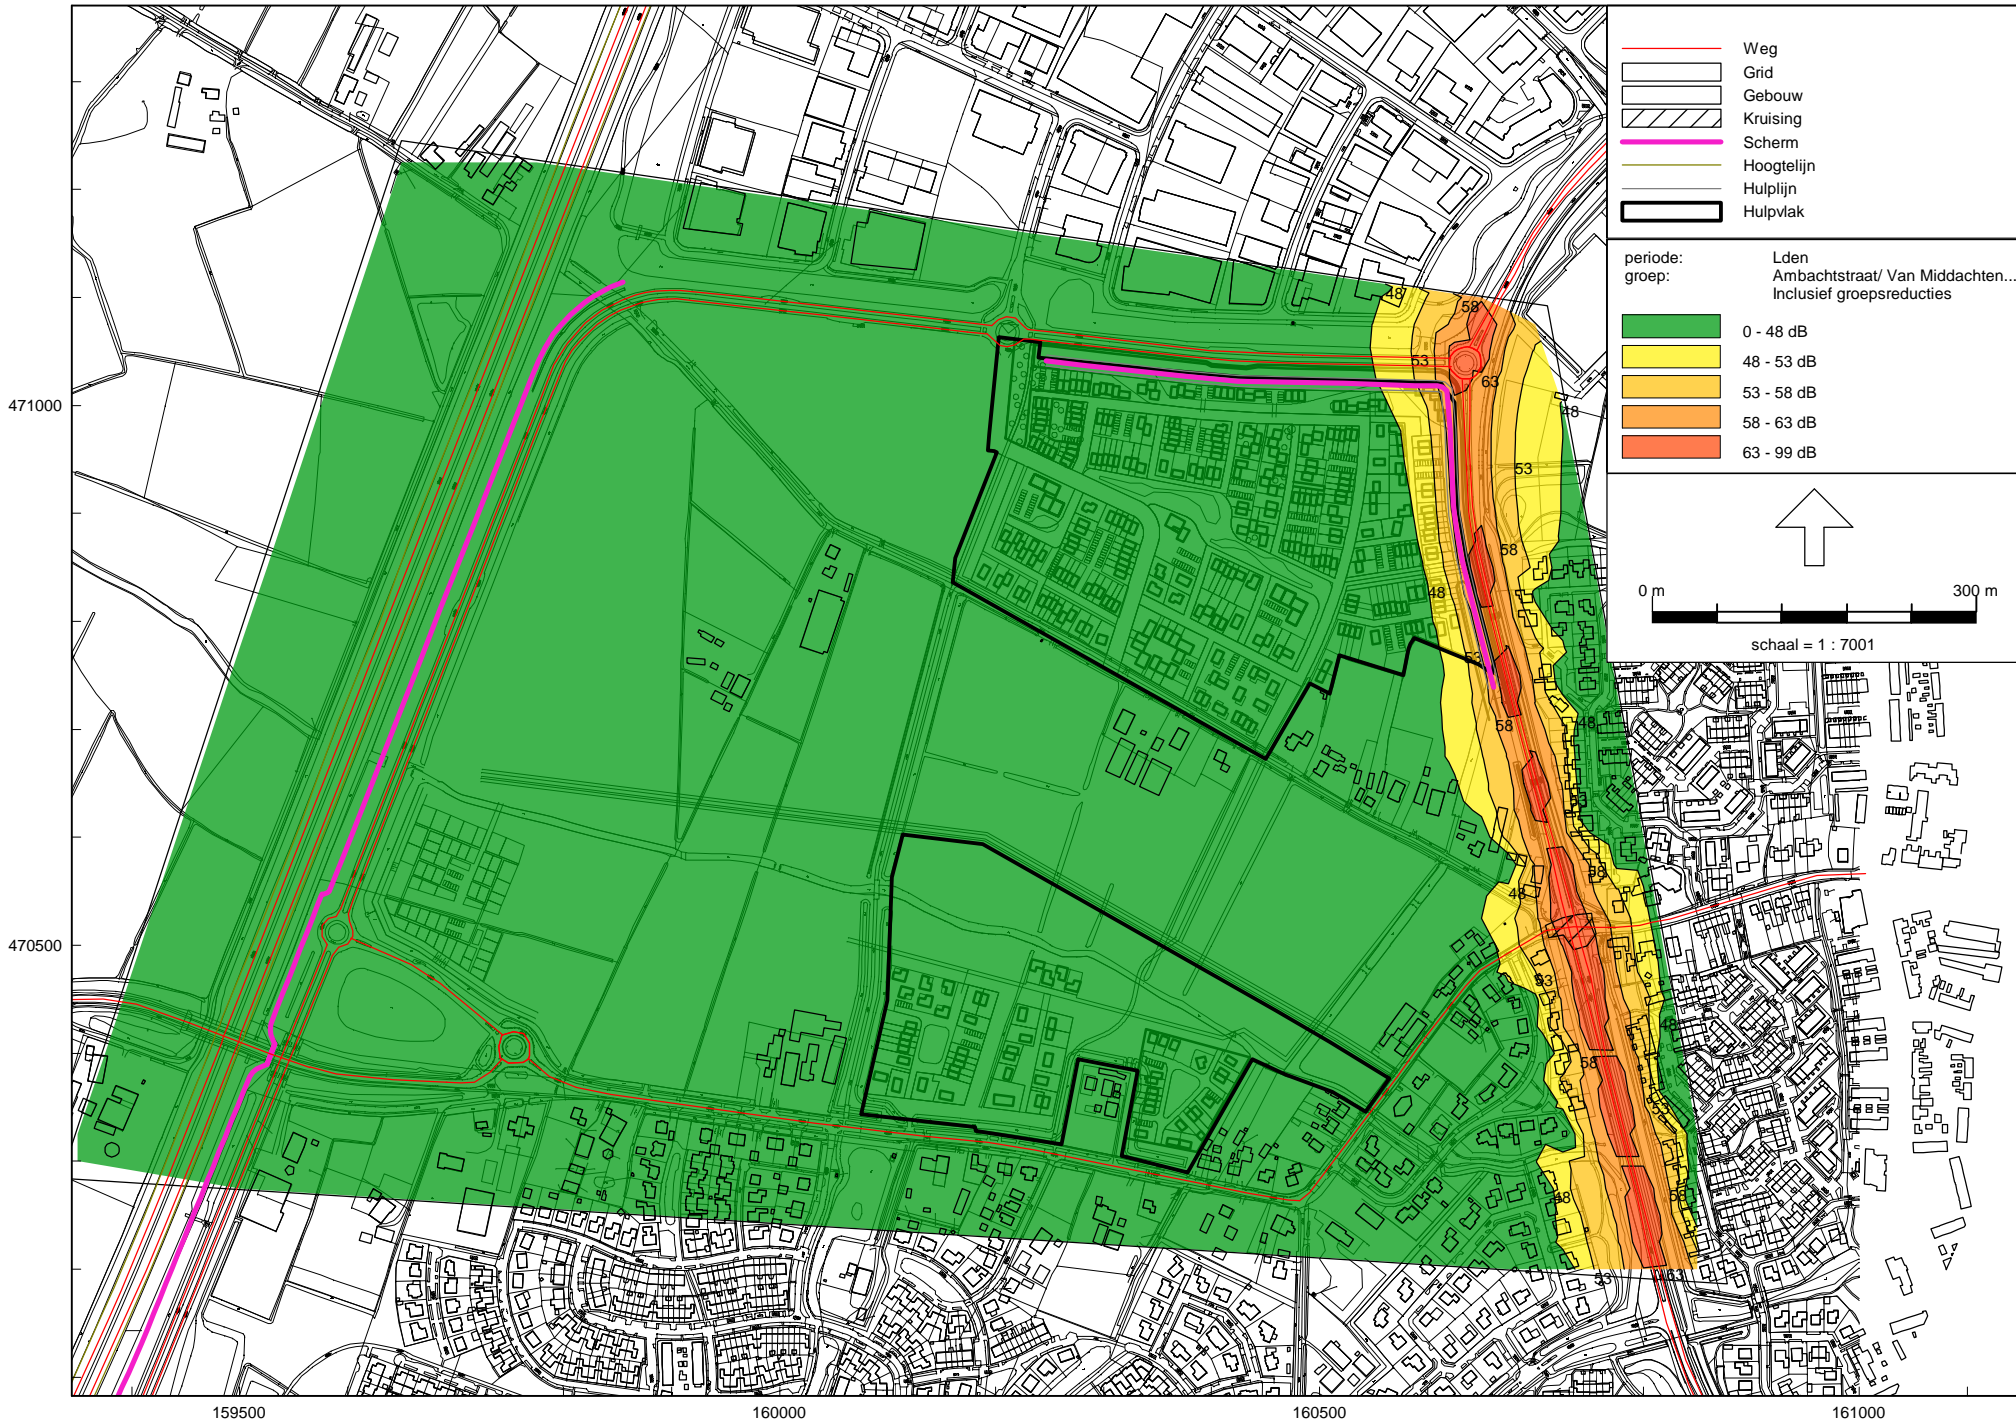 Weg
Grid
Gebouw
Kruising
Scherm
Hoogtelijn
Hulplijn
Hulpvlak
periode: Lden
groep: Ambachtstraat/ Van Middachten...
Inclusief groepsreducties
0 - 48 dB
48 - 53 dB
53 - 58 dB
58 - 63 dB
63 - 99 dB
0 m 300 m
schaal = 1 : 7001
48
58
53
63
48
53
58
48
53
58
48
53
58
48
53
48
58
53
48
58
53
63
471000
470500
159500 160000 160500 161000